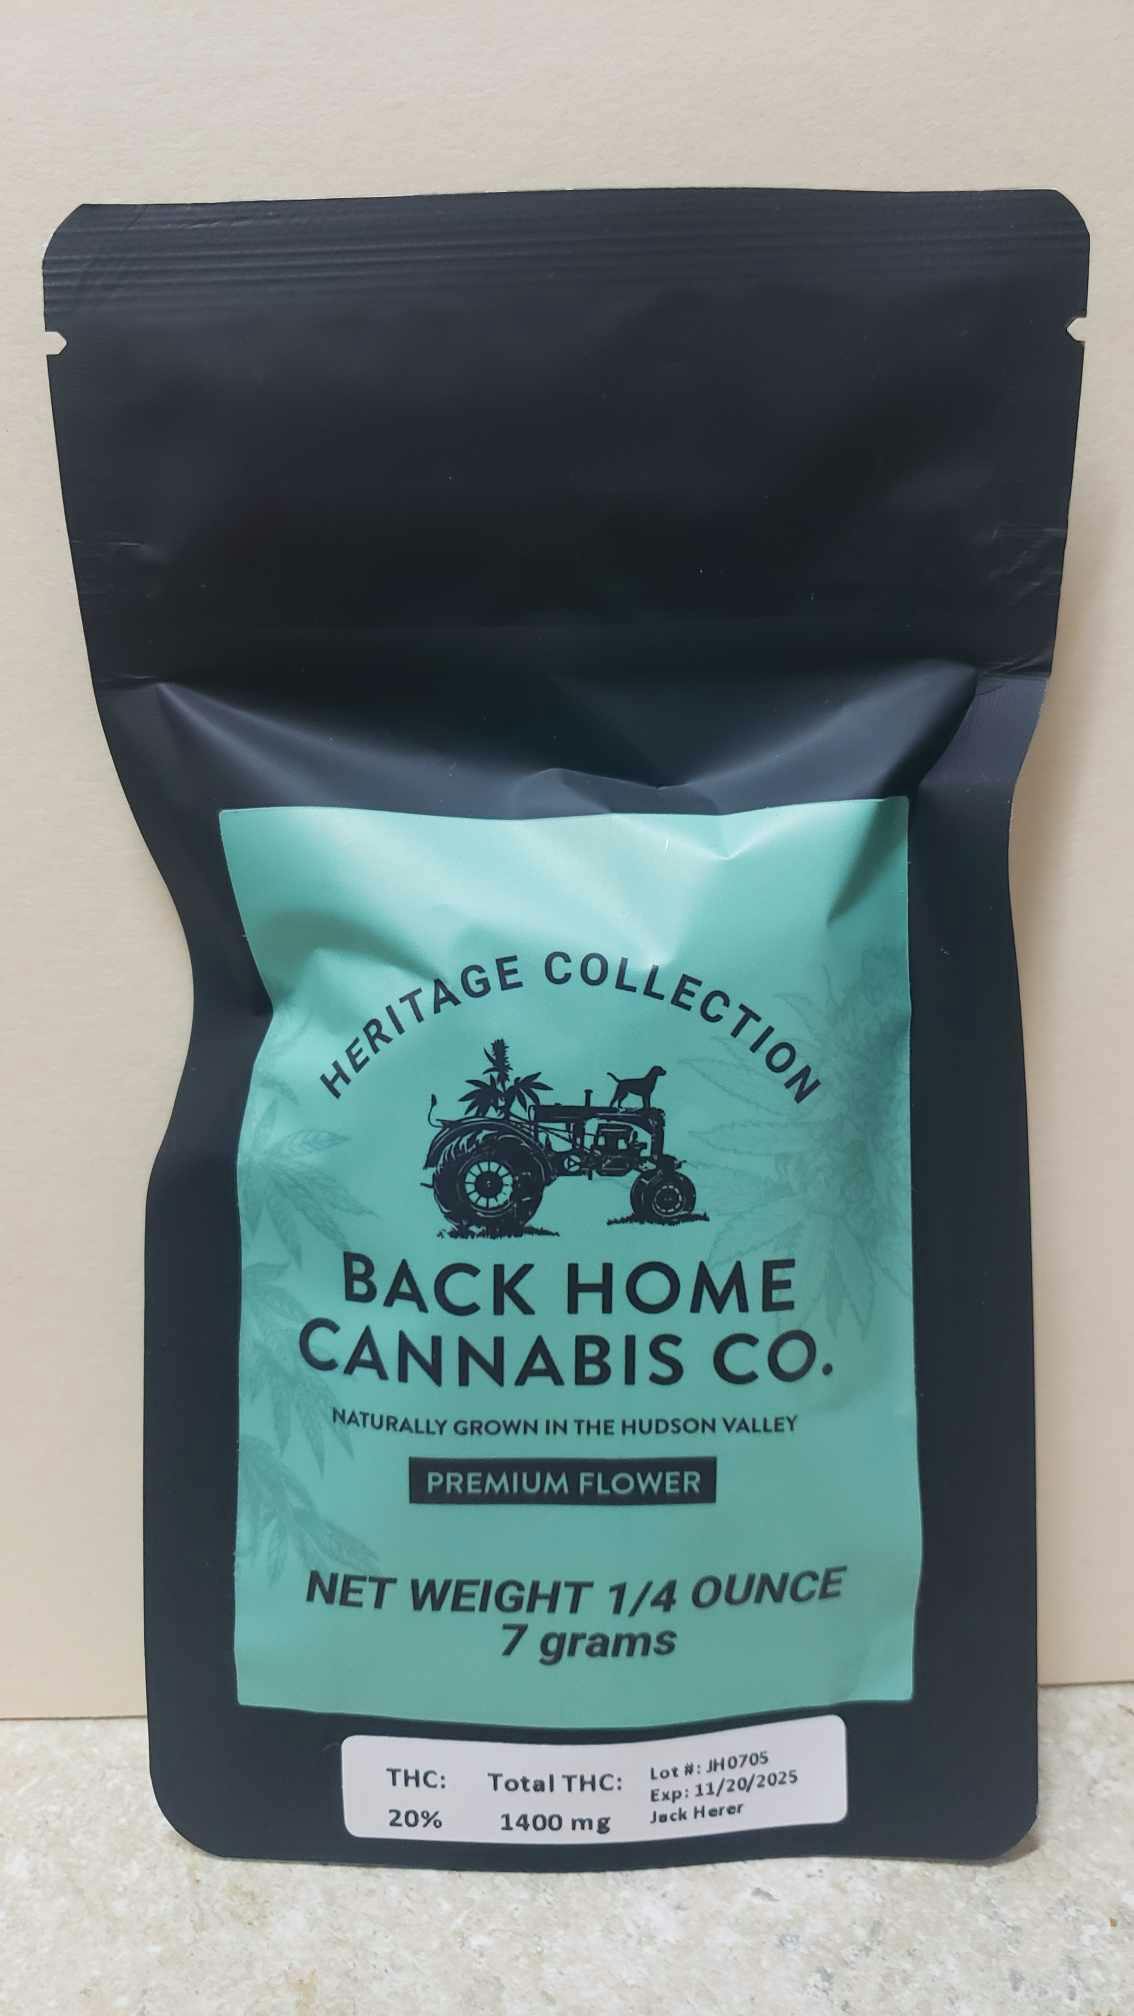 HERITAGE COLLECTION
BACK HOME
CANNABIS CO.
NATURALLY GROWN IN THE HUDSON VALLEY
PREMIUM FLOWER
NET WEIGHT 1/4 OUNCE
7 grams
THC:
20%
Total THC:
1400 mg
Lot #: JH0705
Exp: 11/20/2025
Jack Herer